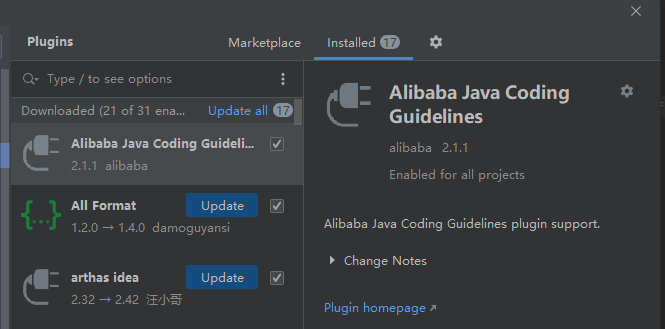 Plugins
Marketplace
Installed 17
Type / to see options
Downloaded (21 of 31 ena...
Update all 17
Alibaba Java Coding Guideli...
2.1.1 alibaba
All Format
Update
1.2.0 → 1.4.0 damoguyansi
{...}
arthas idea
Update
2.32 → 2.42 汪小哥
Alibaba Java Coding
Guidelines
alibaba 2.1.1
Enabled for all projects
Alibaba Java Coding Guidelines plugin support.
Change Notes
Plugin homepage ↗